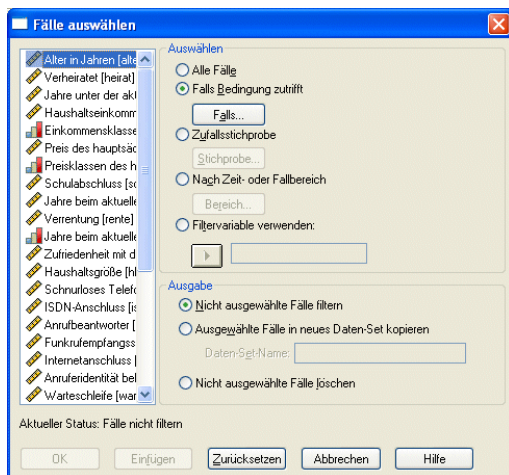 Fälle auswählen
Alter in Jahren [alte
Verheiratet [heirat]
Jahre unter der akt
Haushaltseinkomm
Einkommensklasse
Preis des hauptsäc
Preisklassen des h
Schulabschluss [sc
Jahre beim aktuelle
Verrentung [rente]
Jahre beim aktuelle
Zufriedenheit mit d
Haushaltsgröße [hl
Schnurloses Telefo
ISDN-Anschluss [is
Anrufbeantworter [
Funkrufempfangss
Internetanschluss [
Anruferidentität bel
Warteschleife [war
Auswählen
Alle Fälle
Falls Bedingung zutrifft
Falls...
Zufallsstichprobe
Stichprobe...
Nach Zeit- oder Fallbereich
Bereich...
Filtervariable verwenden:
Ausgabe
Nicht ausgewählte Fälle filtern
Ausgewählte Fälle in neues Daten-Set kopieren
Daten-Set-Name:
Nicht ausgewählte Fälle löschen
Aktueller Status: Fälle nicht filtern
OK
Einfügen
Zurücksetzen
Abbrechen
Hilfe